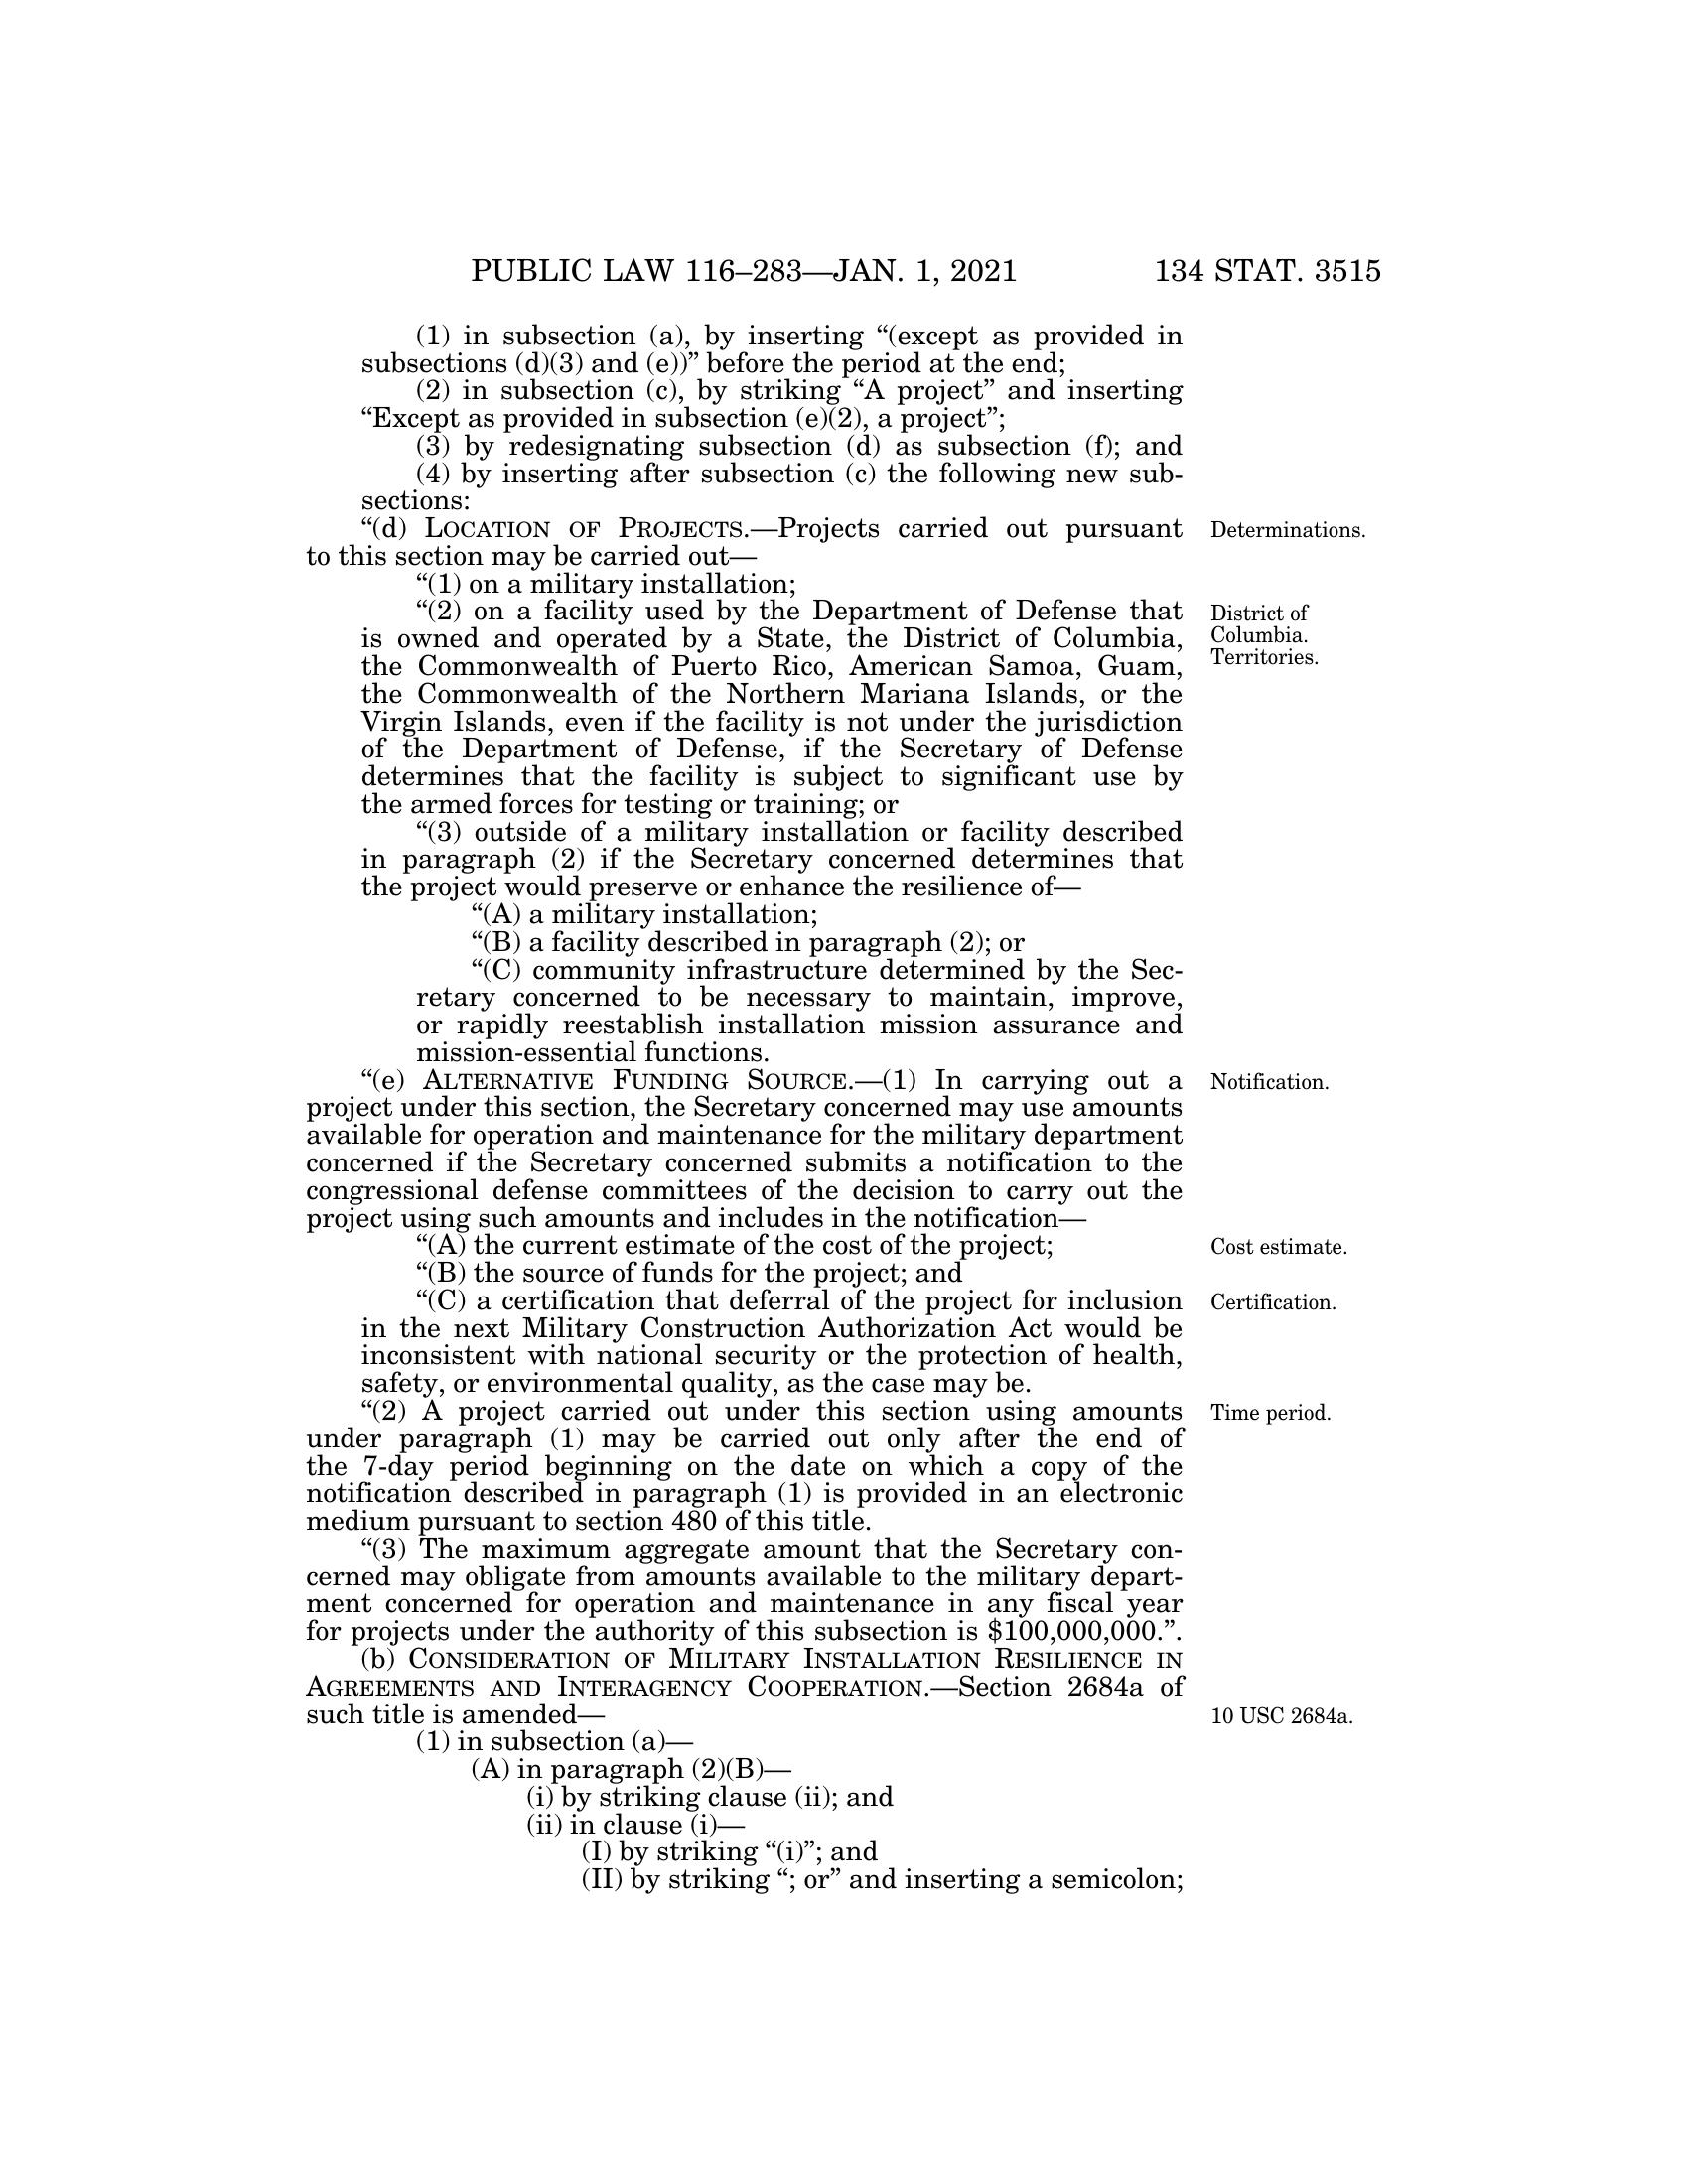 PUBLIC LAW 116–283—JAN. 1, 2021 134 STAT. 3515
(1) in subsection (a), by inserting “(except as provided in
subsections (d)(3) and (e))” before the period at the end;
(2) in subsection (c), by striking “A project” and inserting
“Except as provided in subsection (e)(2), a project”;
(3) by redesignating subsection (d) as subsection (f); and
(4) by inserting after subsection (c) the following new sub-
sections:
“(d) LOCATION OF PROJECTS.—Projects carried out pursuant
to this section may be carried out—
“(1) on a military installation;
“(2) on a facility used by the Department of Defense that
is owned and operated by a State, the District of Columbia,
the Commonwealth of Puerto Rico, American Samoa, Guam,
the Commonwealth of the Northern Mariana Islands, or the
Virgin Islands, even if the facility is not under the jurisdiction
of the Department of Defense, if the Secretary of Defense
determines that the facility is subject to significant use by
the armed forces for testing or training; or
“(3) outside of a military installation or facility described
in paragraph (2) if the Secretary concerned determines that
the project would preserve or enhance the resilience of—
“(A) a military installation;
“(B) a facility described in paragraph (2); or
“(C) community infrastructure determined by the Sec-
retary concerned to be necessary to maintain, improve,
or rapidly reestablish installation mission assurance and
mission-essential functions.
“(e) ALTERNATIVE FUNDING SOURCE.—(1) In carrying out a
project under this section, the Secretary concerned may use amounts
available for operation and maintenance for the military department
concerned if the Secretary concerned submits a notification to the
congressional defense committees of the decision to carry out the
project using such amounts and includes in the notification—
“(A) the current estimate of the cost of the project;
“(B) the source of funds for the project; and
“(C) a certification that deferral of the project for inclusion
in the next Military Construction Authorization Act would be
inconsistent with national security or the protection of health,
safety, or environmental quality, as the case may be.
“(2) A project carried out under this section using amounts
under paragraph (1) may be carried out only after the end of
the 7-day period beginning on the date on which a copy of the
notification described in paragraph (1) is provided in an electronic
medium pursuant to section 480 of this title.
“(3) The maximum aggregate amount that the Secretary con-
cerned may obligate from amounts available to the military depart-
ment concerned for operation and maintenance in any fiscal year
for projects under the authority of this subsection is $100,000,000.”.
(b) CONSIDERATION OF MILITARY INSTALLATION RESILIENCE IN
AGREEMENTS AND INTERAGENCY COOPERATION.—Section 2684a of
such title is amended—
(1) in subsection (a)—
(A) in paragraph (2)(B)—
(i) by striking clause (ii); and
(ii) in clause (i)—
(I) by striking “(i)”; and
(II) by striking “; or” and inserting a semicolon;
Determinations.
District of
Columbia.
Territories.
Notification.
Cost estimate.
Certification.
Time period.
10 USC 2684a.